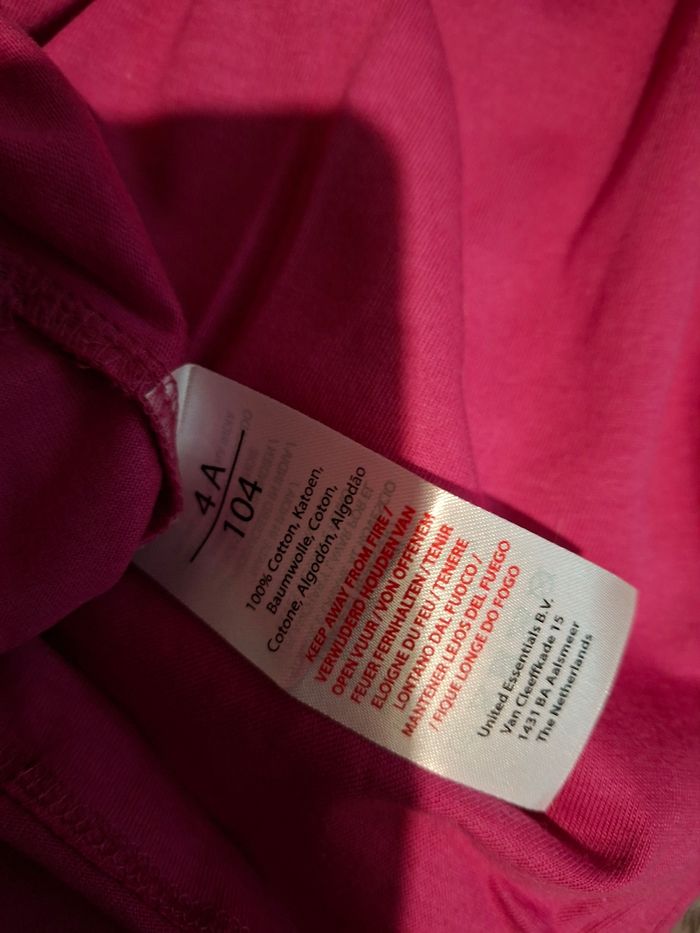 4 A
104
100% Cotton, Katoen,
Baumwolle, Coton,
Cotone, Algodón, Algodão
KEEP AWAY FROM FIRE /
VERWIJDERD HOUDEN VAN
OPEN VUUR / VON OFFENEM
FEUER FERNHALTEN / TENIR
ELOIGNE DU FEU / TENERE
LONTANO DAL FUOCO /
MANTENER LEJOS DEL FUEGO
/ FIQUE LONGE DO FOGO
United Essentials B.V.
Van Cleeffkade 15
1431 BA Aalsmeer
The Netherlands